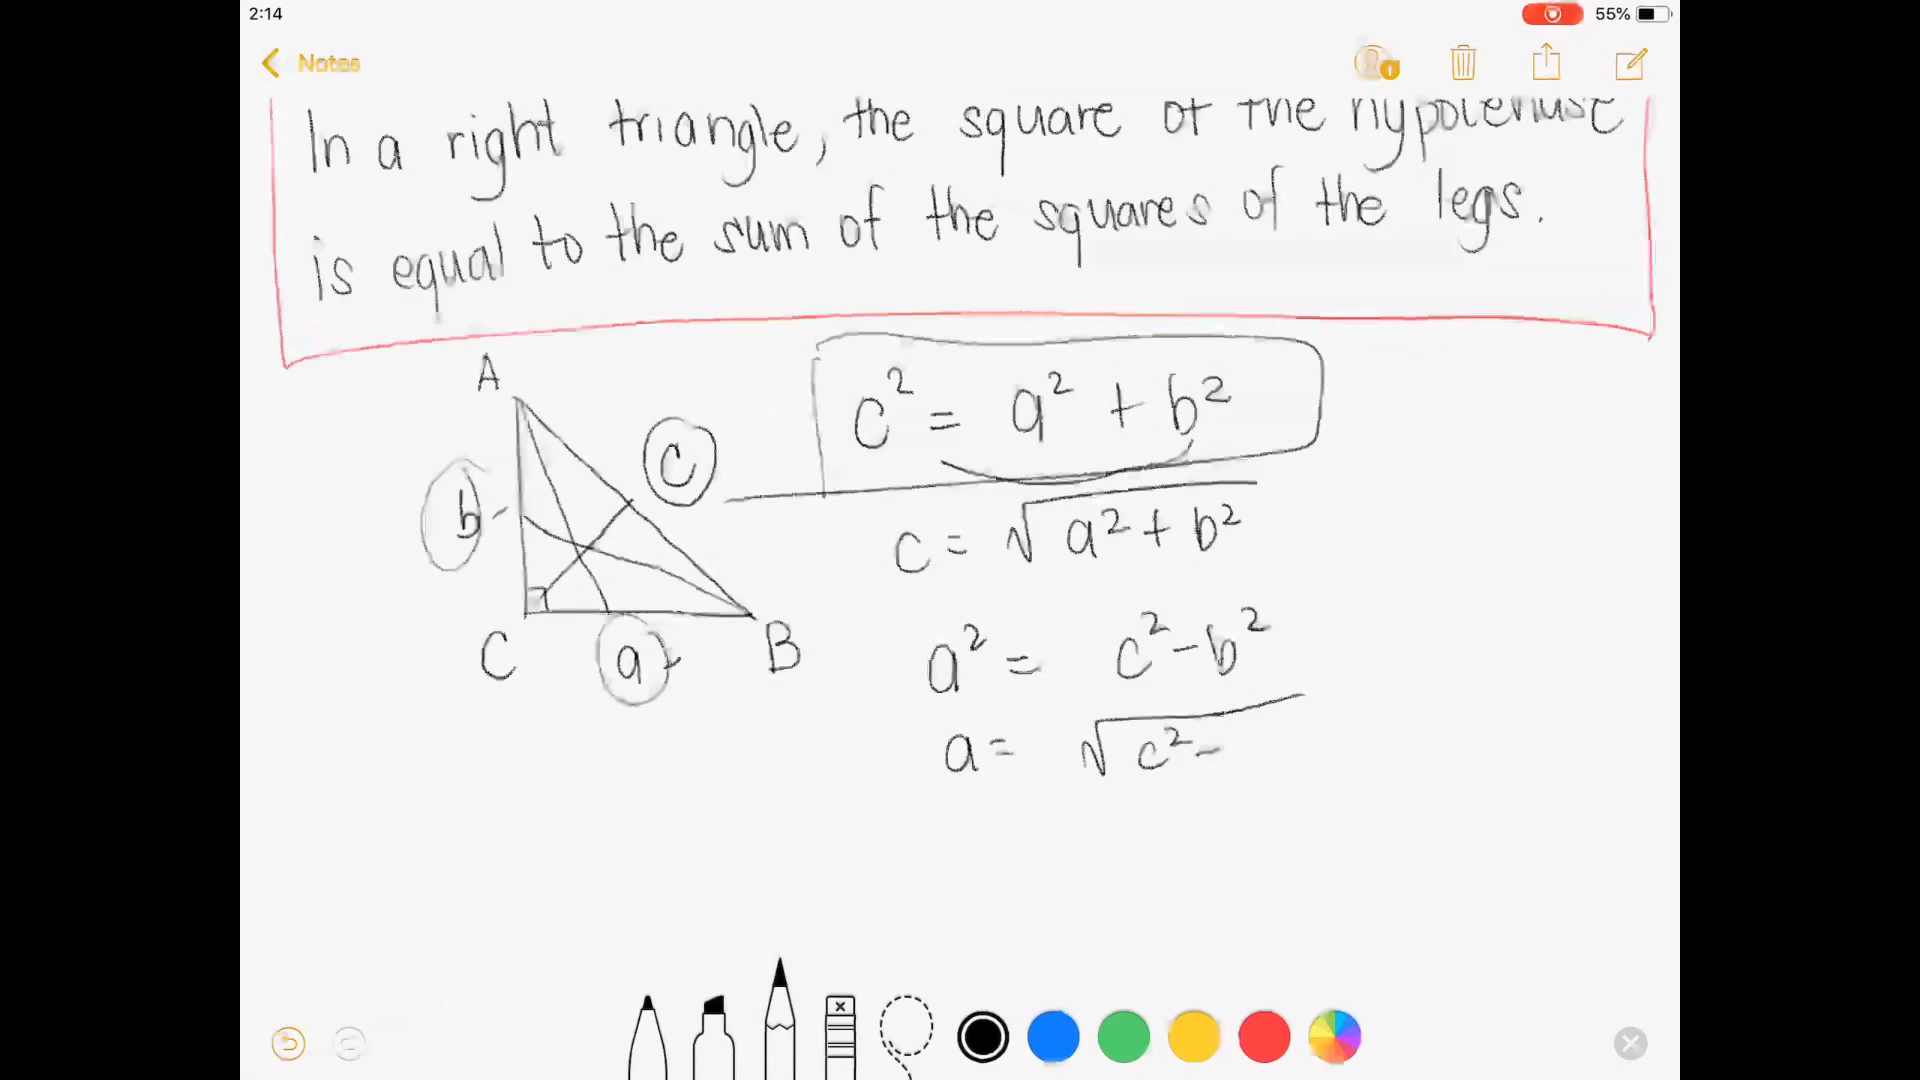 2:14
55%
Notes
In a right triangle, the square of the hypotenuse
is equal to the sum of the squares of the legs.
A
c² = a² + b²
c
b
c = √a² + b²
C a B
a² = c² - b²
a = √c² -